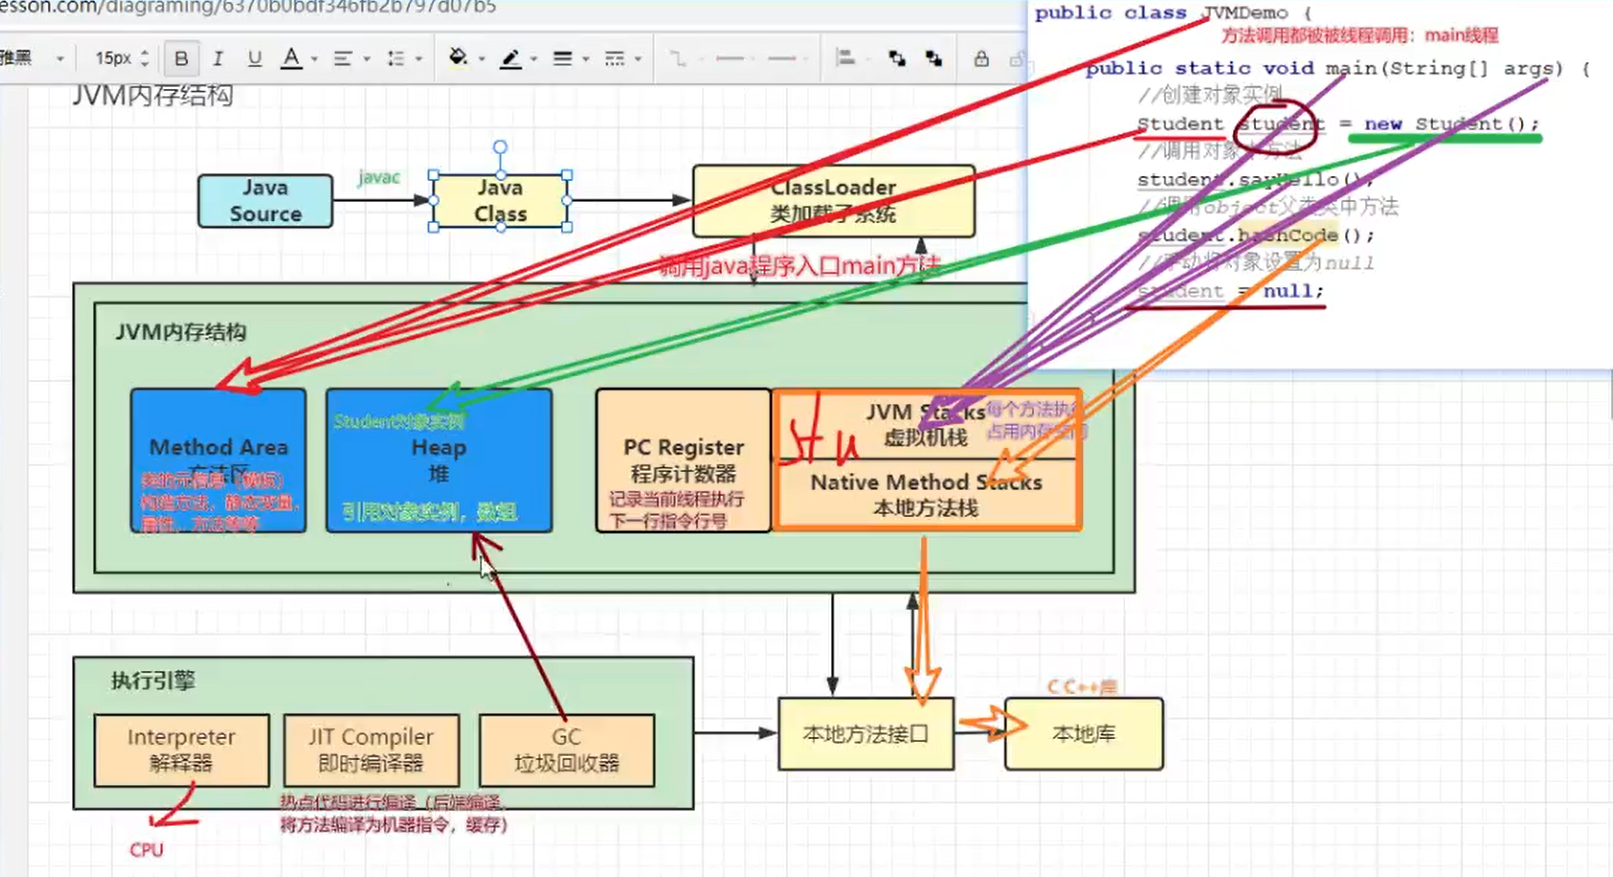 esson.com/diagraming/6370b0bdf346fb2b797d07b5
雅黑
15px
B
I
U
A
JVM内存结构
public class JVMDemo {
方法调用都被被线程调用：main线程
public static void main(String[] args) {
//创建对象实例
Student student = new Student();
//调用对象中方法
student.sayHello();
//调用object父类类中方法
student.hashCode();
//手动将对象设置为null
student = null;
}
Java
Source
javac
Java
Class
ClassLoader
类加载子系统
调用java程序入口main方法
JVM内存结构
Method Area
方法区
类的元信息（模板）
构造方法，静态变量，
属性，方法等等
Student对象实例
Heap
堆
引用对象实例，数组
PC Register
程序计数器
记录当前线程执行
下一行指令行号
stu
JVM Stacks
虚拟机栈
每个方法执行
占用内存空间
Native Method Stacks
本地方法栈
执行引擎
Interpreter
解释器
JIT Compiler
即时编译器
GC
垃圾回收器
CPU
热点代码进行编译（后端编译，
将方法编译为机器指令，缓存）
本地方法接口
C C++库
本地库